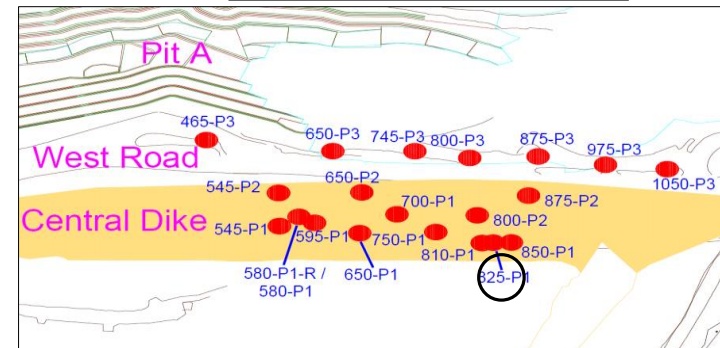 Pit A
465-P3
650-P3
745-P3
800-P3
875-P3
975-P3
1050-P3
West Road
545-P2
650-P2
700-P1
875-P2
800-P2
Central Dike
545-P1
595-P1
750-P1
810-P1
850-P1
580-P1-R /
580-P1
650-P1
825-P1